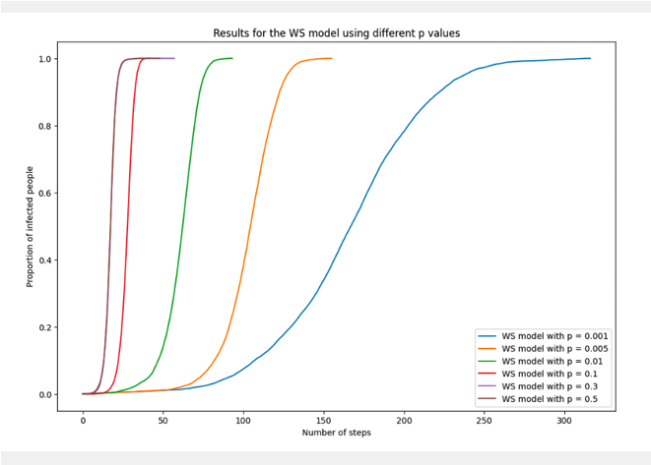 Results for the WS model using different p values
1.0
0.8
0.6
0.4
0.2
0.0
Proportion of infected people
0 50 100 150 200 250 300
Number of steps
WS model with p = 0.001
WS model with p = 0.005
WS model with p = 0.01
WS model with p = 0.1
WS model with p = 0.3
WS model with p = 0.5